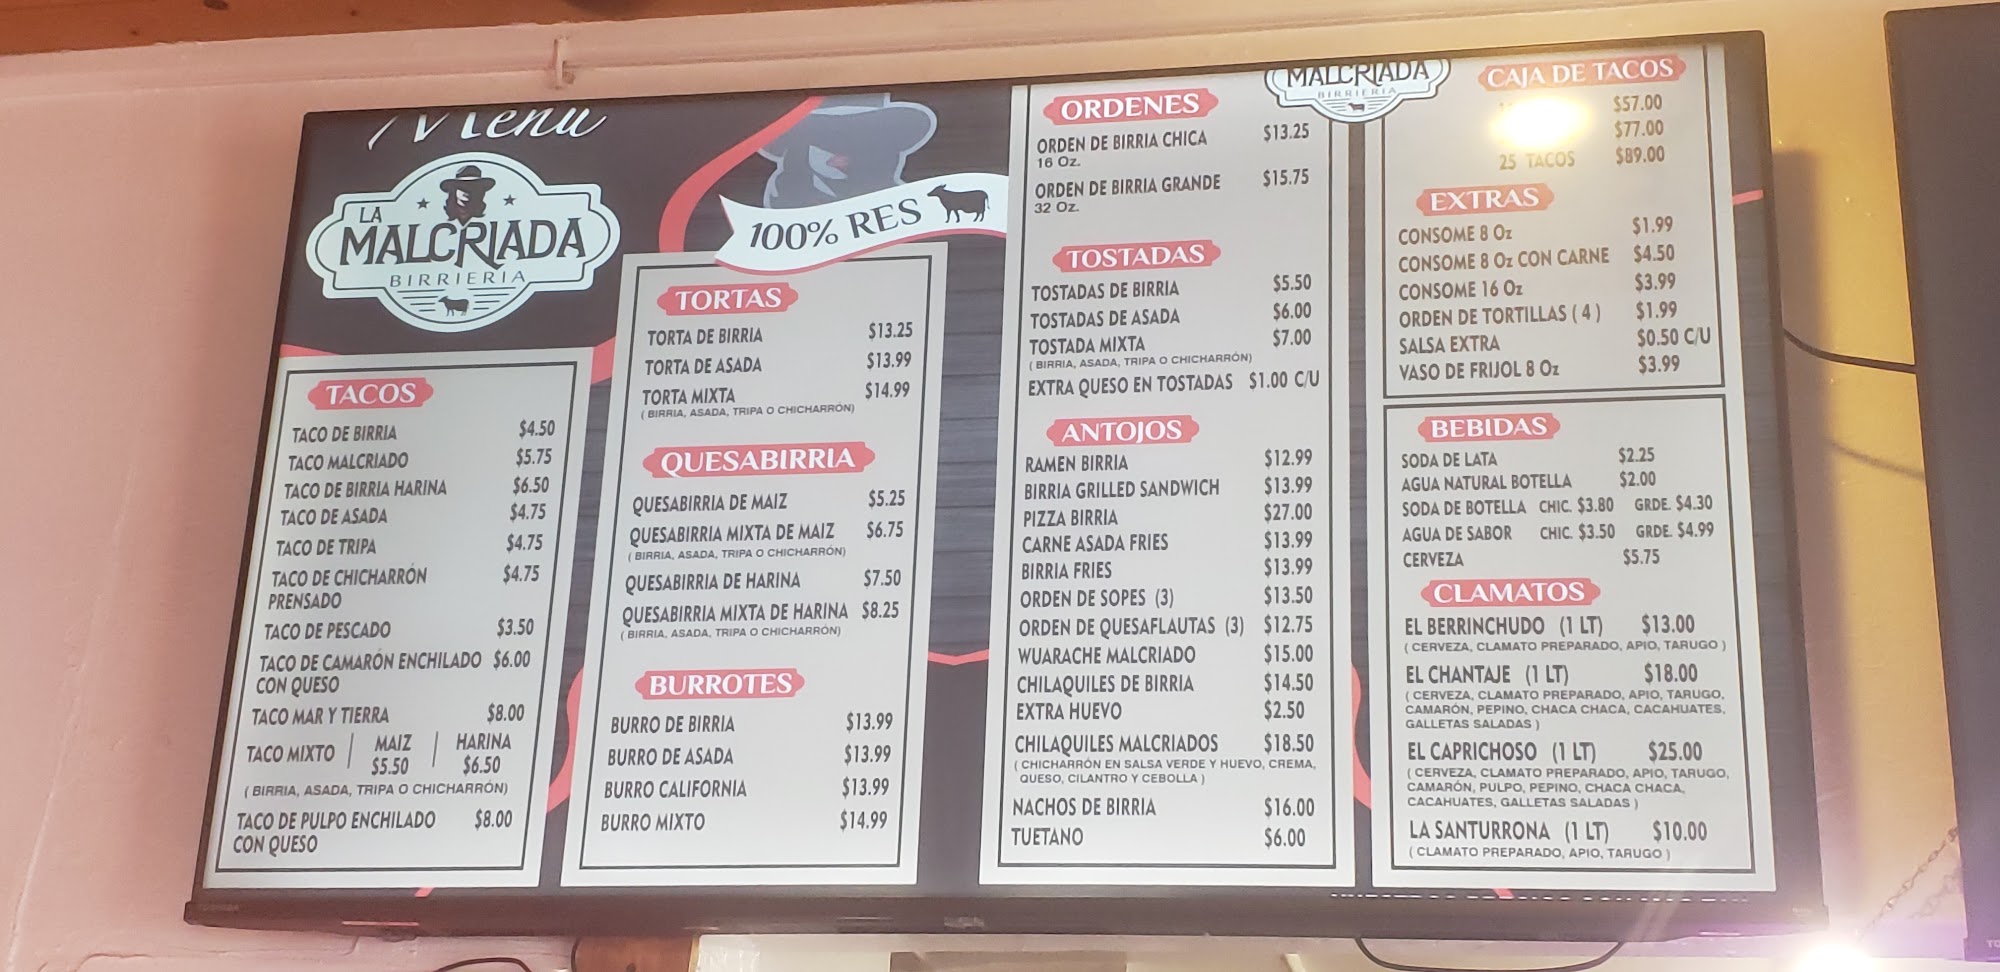 Menu
LA
MALCRIADA
BIRRIERIA
100% RES
TACOS
TACO DE BIRRIA $4.50
TACO MALCRIADO $5.75
TACO DE BIRRIA HARINA $6.50
TACO DE ASADA $4.75
TACO DE TRIPA $4.75
TACO DE CHICHARRÓN $4.75
PRENSADO
TACO DE PESCADO $3.50
TACO DE CAMARÓN ENCHILADO $6.00
CON QUESO
TACO MAR Y TIERRA $8.00
TACO MIXTO | MAIZ | HARINA
$5.50 $6.50
( BIRRIA, ASADA, TRIPA O CHICHARRÓN)
TACO DE PULPO ENCHILADO $8.00
CON QUESO
TORTAS
TORTA DE BIRRIA $13.25
TORTA DE ASADA $13.99
TORTA MIXTA $14.99
( BIRRIA, ASADA, TRIPA O CHICHARRÓN)
QUESABIRRIA
QUESABIRRIA DE MAIZ $5.25
QUESABIRRIA MIXTA DE MAIZ $6.75
( BIRRIA, ASADA, TRIPA O CHICHARRÓN)
QUESABIRRIA DE HARINA $7.50
QUESABIRRIA MIXTA DE HARINA $8.25
( BIRRIA, ASADA, TRIPA O CHICHARRÓN)
BURROTES
BURRO DE BIRRIA $13.99
BURRO DE ASADA $13.99
BURRO CALIFORNIA $13.99
BURRO MIXTO $14.99
ORDENES
ORDEN DE BIRRIA CHICA $13.25
16 Oz.
ORDEN DE BIRRIA GRANDE $15.75
32 Oz.
TOSTADAS
TOSTADAS DE BIRRIA $5.50
TOSTADAS DE ASADA $6.00
TOSTADA MIXTA $7.00
( BIRRIA, ASADA, TRIPA O CHICHARRÓN)
EXTRA QUESO EN TOSTADAS $1.00 C/U
ANTOJOS
RAMEN BIRRIA $12.99
BIRRIA GRILLED SANDWICH $13.99
PIZZA BIRRIA $27.00
CARNE ASADA FRIES $13.99
BIRRIA FRIES $13.99
ORDEN DE SOPES (3) $13.50
ORDEN DE QUESAFLAUTAS (3) $12.75
WUARACHE MALCRIADO $15.00
CHILAQUILES DE BIRRIA $14.50
EXTRA HUEVO $2.50
CHILAQUILES MALCRIADOS $18.50
( CHICHARRÓN EN SALSA VERDE Y HUEVO, CREMA,
QUESO, CILANTRO Y CEBOLLA )
NACHOS DE BIRRIA $16.00
TUETANO $6.00
MALCRIADA
BIRRIERIA
CAJA DE TACOS
$57.00
$77.00
25 TACOS $89.00
EXTRAS
CONSOME 8 Oz $1.99
CONSOME 8 Oz CON CARNE $4.50
CONSOME 16 Oz $3.99
ORDEN DE TORTILLAS ( 4 ) $1.99
SALSA EXTRA $0.50 C/U
VASO DE FRIJOL 8 Oz $3.99
BEBIDAS
SODA DE LATA $2.25
AGUA NATURAL BOTELLA $2.00
SODA DE BOTELLA CHIC. $3.80 GRDE. $4.30
AGUA DE SABOR CHIC. $3.50 GRDE. $4.99
CERVEZA $5.75
CLAMATOS
EL BERRINCHUDO (1 LT) $13.00
( CERVEZA, CLAMATO PREPARADO, APIO, TARUGO )
EL CHANTAJE (1 LT) $18.00
( CERVEZA, CLAMATO PREPARADO, APIO, TARUGO,
CAMARÓN, PEPINO, CHACA CHACA, CACAHUATES,
GALLETAS SALADAS )
EL CAPRICHOSO (1 LT) $25.00
( CERVEZA, CLAMATO PREPARADO, APIO, TARUGO,
CAMARÓN, PULPO, PEPINO, CHACA CHACA,
CACAHUATES, GALLETAS SALADAS )
LA SANTURRONA (1 LT) $10.00
( CLAMATO PREPARADO, APIO, TARUGO )
TOSHIBA